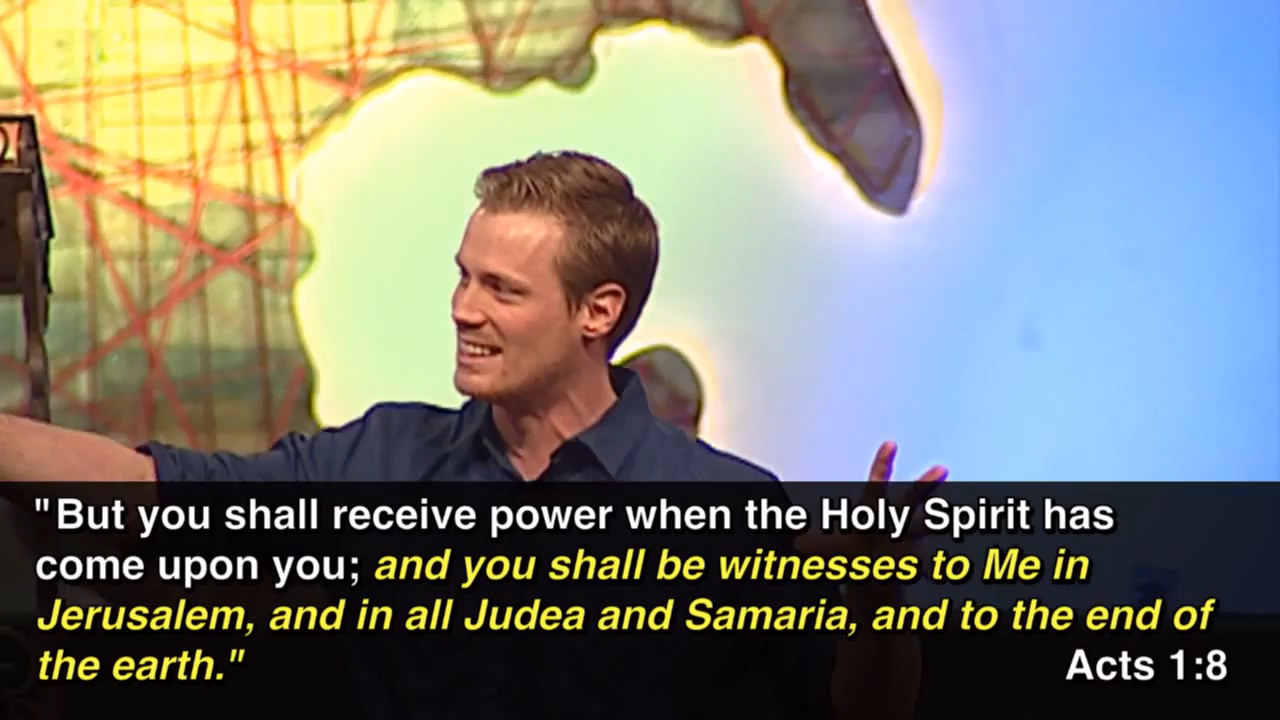 "But you shall receive power when the Holy Spirit has
come upon you; and you shall be witnesses to Me in
Jerusalem, and in all Judea and Samaria, and to the end of
the earth."
Acts 1:8
2